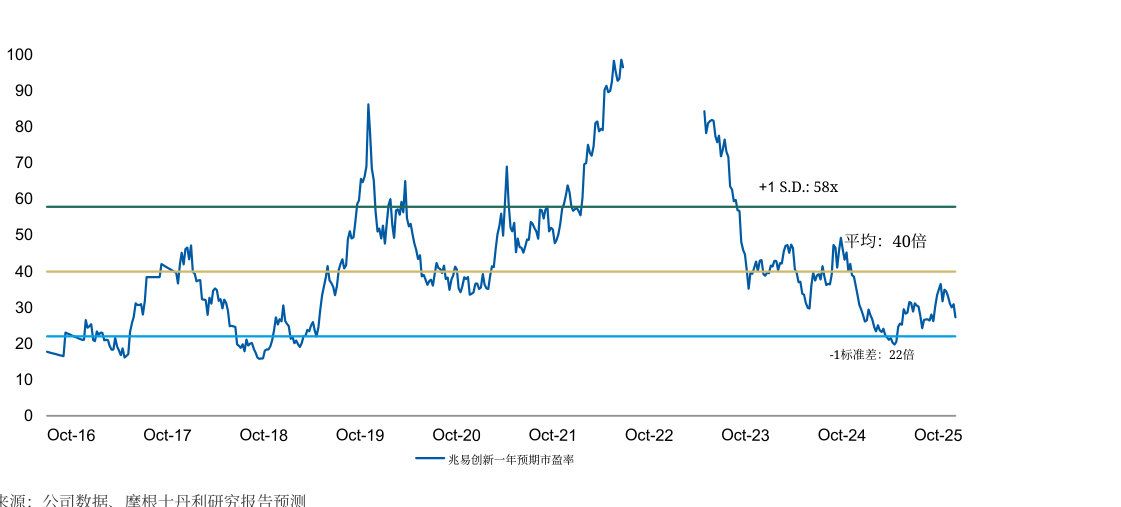 100
90
80
70
60
50
40
30
20
10
0
+1 S.D.: 58x
平均：40倍
-1标准差：22倍
Oct-16 Oct-17 Oct-18 Oct-19 Oct-20 Oct-21 Oct-22 Oct-23 Oct-24 Oct-25
兆易创新一年预期市盈率
来源：公司数据、摩根士丹利研究报告预测